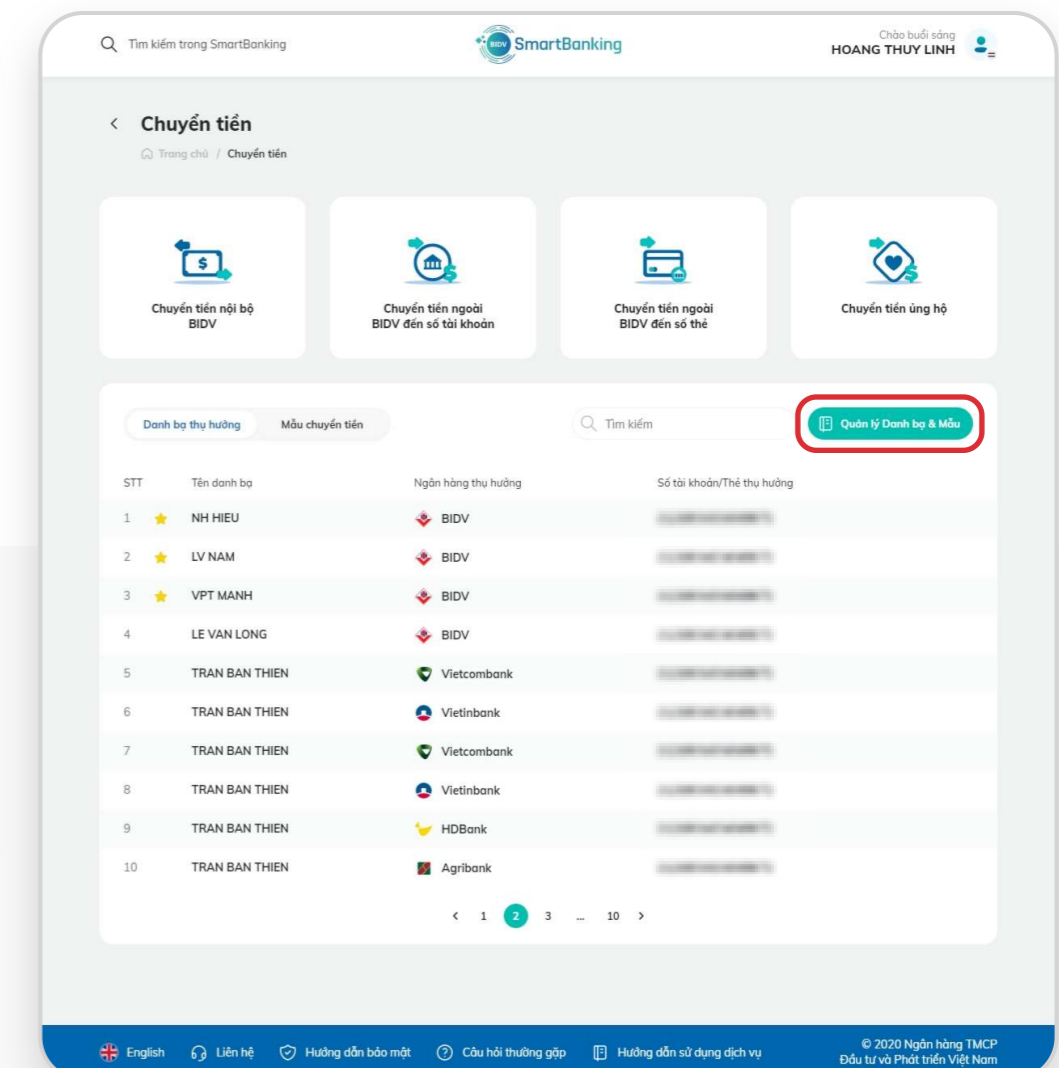 Tìm kiếm trong SmartBanking
BIDV SmartBanking
Chào buổi sáng
HOANG THUY LINH
Chuyển tiền
Trang chủ / Chuyển tiền
Chuyển tiền nội bộ
BIDV
Chuyển tiền ngoài
BIDV đến số tài khoản
Chuyển tiền ngoài
BIDV đến số thẻ
Chuyển tiền ủng hộ
Danh bạ thụ hưởng
Mẫu chuyển tiền
Tìm kiếm
Quản lý Danh bạ & Mẫu
STT Tên danh bạ Ngân hàng thụ hưởng Số tài khoản/Thẻ thụ hưởng
1 NH HIEU BIDV
2 LV NAM BIDV
3 VPT MANH BIDV
4 LE VAN LONG BIDV
5 TRAN BAN THIEN Vietcombank
6 TRAN BAN THIEN Vietinbank
7 TRAN BAN THIEN Vietcombank
8 TRAN BAN THIEN Vietinbank
9 TRAN BAN THIEN HDBank
10 TRAN BAN THIEN Agribank
< 1 2 3 ... 10 >
English Liên hệ Hướng dẫn bảo mật Câu hỏi thường gặp Hướng dẫn sử dụng dịch vụ
© 2020 Ngân hàng TMCP
Đầu tư và Phát triển Việt Nam